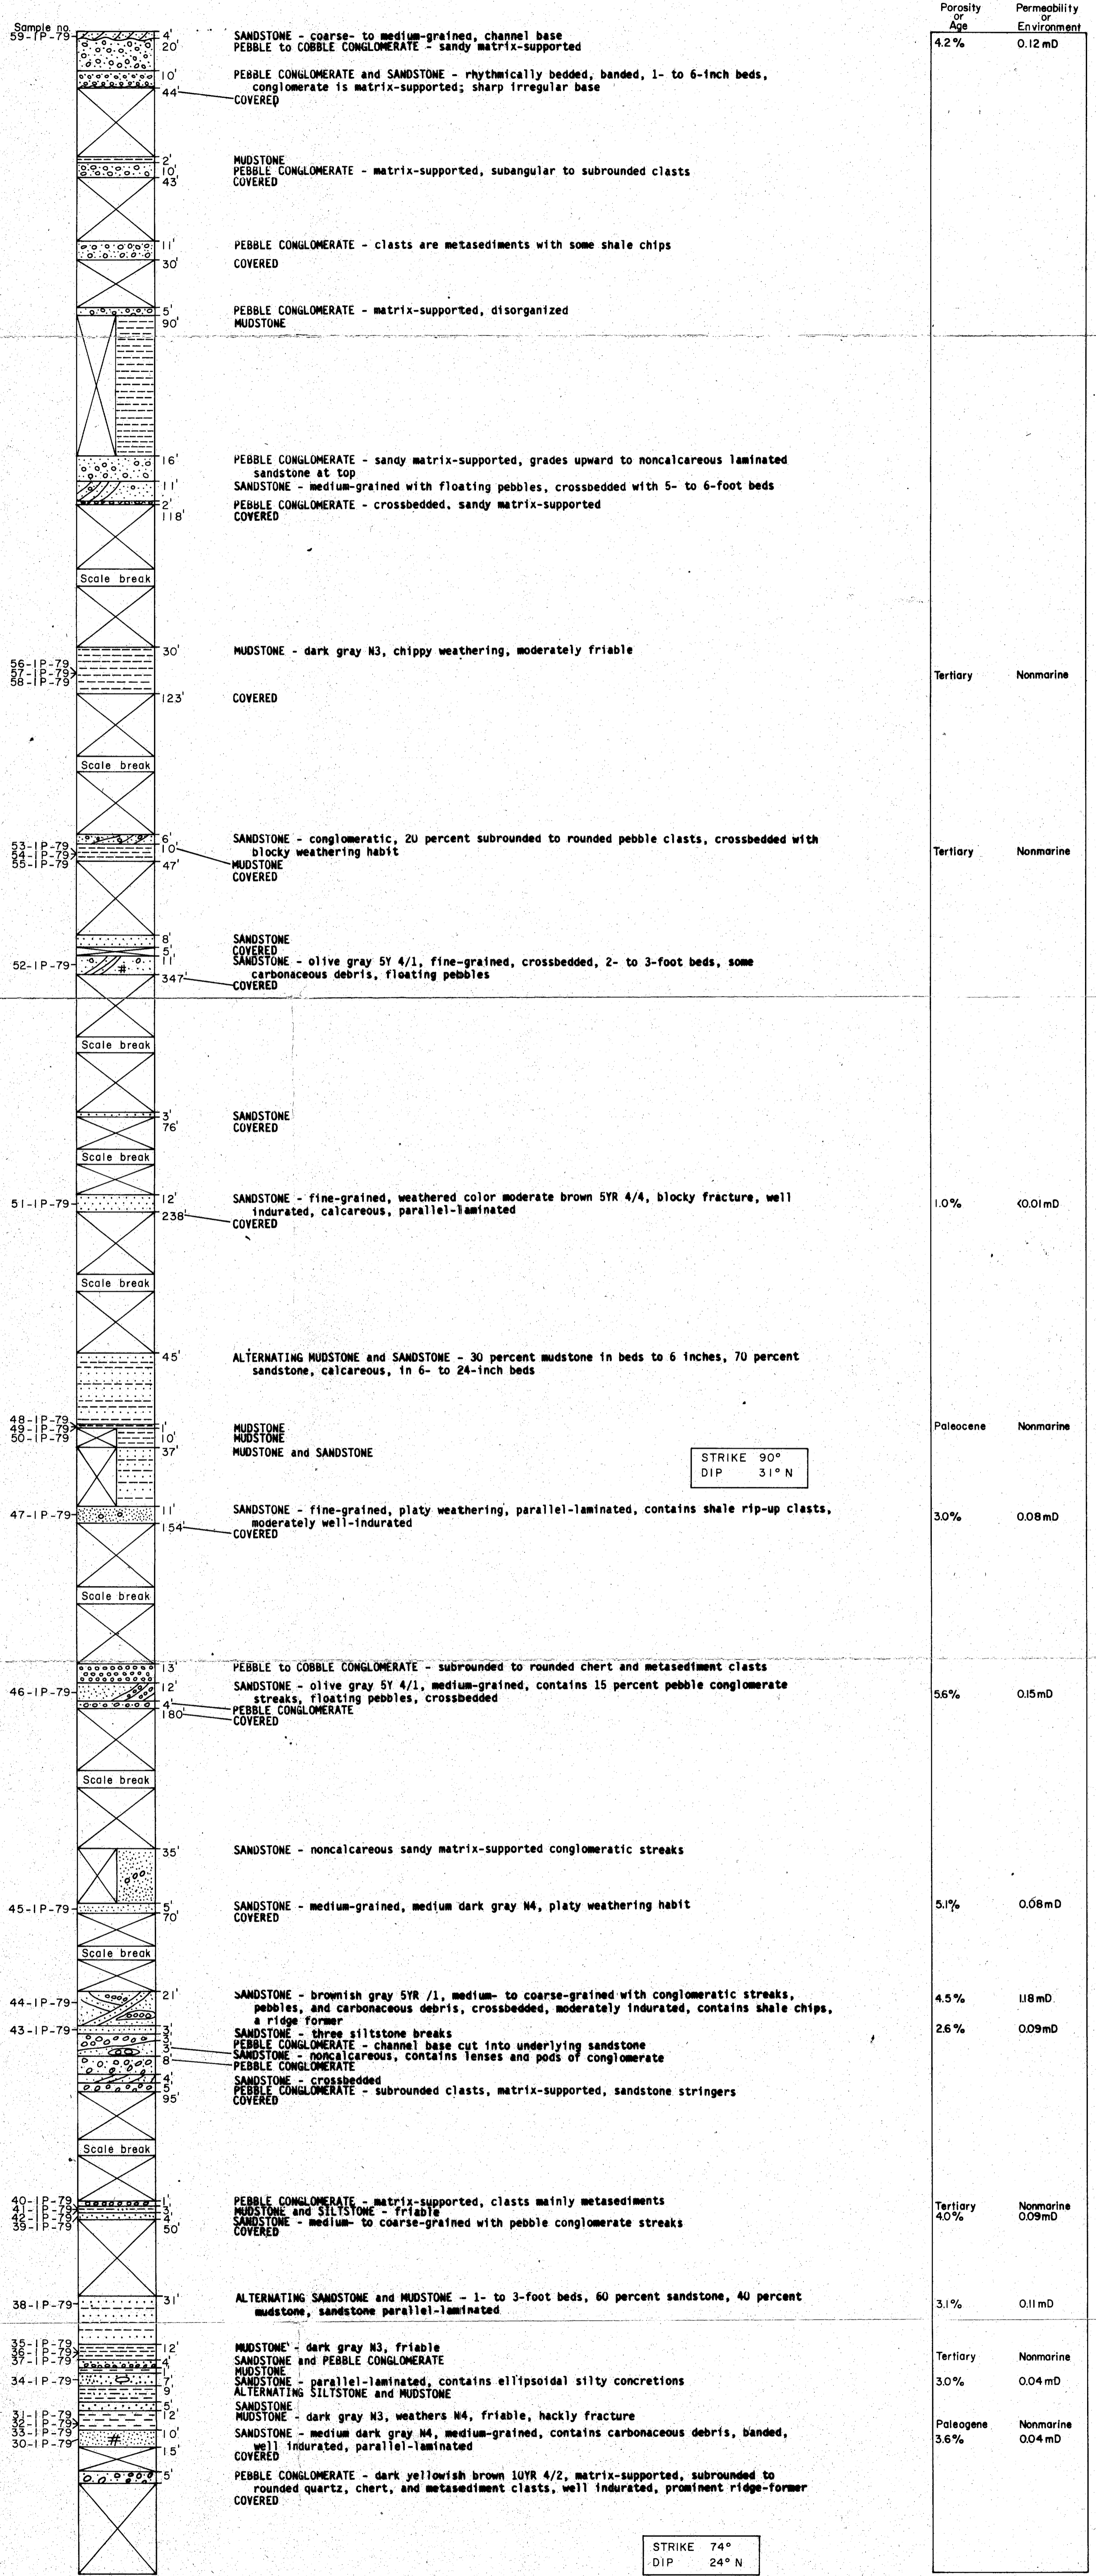 Porosity or Age
Permeability or Environment
Sample no.
59-IP-79 4' SANDSTONE - coarse- to medium-grained, channel base 4.2% 0.12 mD
20' PEBBLE to COBBLE CONGLOMERATE - sandy matrix-supported
10' PEBBLE CONGLOMERATE and SANDSTONE - rhythmically bedded, banded, 1- to 6-inch beds,
conglomerate is matrix-supported; sharp irregular base
44' COVERED
2' MUDSTONE
10' PEBBLE CONGLOMERATE - matrix-supported, subangular to subrounded clasts
43' COVERED
11' PEBBLE CONGLOMERATE - clasts are metasediments with some shale chips
30' COVERED
5' PEBBLE CONGLOMERATE - matrix-supported, disorganized
90' MUDSTONE
16' PEBBLE CONGLOMERATE - sandy matrix-supported, grades upward to noncalcareous laminated
sandstone at top
11' SANDSTONE - medium-grained with floating pebbles, crossbedded with 5- to 6-foot beds
2' PEBBLE CONGLOMERATE - crossbedded, sandy matrix-supported
118' COVERED
Scale break
30' MUDSTONE - dark gray N3, chippy weathering, moderately friable
56-IP-79
57-IP-79 Tertiary Nonmarine
58-IP-79
123' COVERED
Scale break
6' SANDSTONE - conglomeratic, 20 percent subrounded to rounded pebble clasts, crossbedded with
53-IP-79 10' blocky weathering habit
54-IP-79 Tertiary Nonmarine
55-IP-79 MUDSTONE
47' COVERED
8' SANDSTONE
5' COVERED
52-IP-79 11' SANDSTONE - olive gray 5Y 4/1, fine-grained, crossbedded, 2- to 3-foot beds, some
carbonaceous debris, floating pebbles
347' COVERED
Scale break
3' SANDSTONE
76' COVERED
Scale break
51-IP-79 12' SANDSTONE - fine-grained, weathered color moderate brown 5YR 4/4, blocky fracture, well 1.0% <0.01 mD
indurated, calcareous, parallel-laminated
238' COVERED
Scale break
45' ALTERNATING MUDSTONE and SANDSTONE - 30 percent mudstone in beds to 6 inches, 70 percent
sandstone, calcareous, in 6- to 24-inch beds
48-IP-79
49-IP-79 1' MUDSTONE Paleocene Nonmarine
50-IP-79 10' MUDSTONE
37' MUDSTONE and SANDSTONE
STRIKE 90°
DIP 31° N
47-IP-79 11' SANDSTONE - fine-grained, platy weathering, parallel-laminated, contains shale rip-up clasts, 3.0% 0.08 mD
moderately well-indurated
154' COVERED
Scale break
13' PEBBLE to COBBLE CONGLOMERATE - subrounded to rounded chert and metasediment clasts
46-IP-79 12' SANDSTONE - olive gray 5Y 4/1, medium-grained, contains 15 percent pebble conglomerate 5.6% 0.15 mD
streaks, floating pebbles, crossbedded
4' PEBBLE CONGLOMERATE
180' COVERED
Scale break
35' SANDSTONE - noncalcareous sandy matrix-supported conglomeratic streaks
45-IP-79 5' SANDSTONE - medium-grained, medium dark gray N4, platy weathering habit 5.1% 0.08 mD
70' COVERED
Scale break
44-IP-79 21' SANDSTONE - brownish gray 5YR /1, medium- to coarse-grained with conglomeratic streaks, 4.5% 1.18 mD
pebbles, and carbonaceous debris, crossbedded, moderately indurated, contains shale chips,
a ridge former
43-IP-79 3' SANDSTONE - three siltstone breaks 2.6% 0.09 mD
PEBBLE CONGLOMERATE - channel base cut into underlying sandstone
3' SANDSTONE - noncalcareous, contains lenses and pods of conglomerate
8' PEBBLE CONGLOMERATE
4' SANDSTONE - crossbedded
5' PEBBLE CONGLOMERATE - subrounded clasts, matrix-supported, sandstone stringers
95' COVERED
Scale break
40-IP-79 1' PEBBLE CONGLOMERATE - matrix-supported, clasts mainly metasediments
41-IP-79 3' MUDSTONE and SILTSTONE - friable Tertiary Nonmarine
42-IP-79 4' SANDSTONE - medium- to coarse-grained with pebble conglomerate streaks 4.0% 0.09 mD
39-IP-79 50' COVERED
38-IP-79 31' ALTERNATING SANDSTONE and MUDSTONE - 1- to 3-foot beds, 60 percent sandstone, 40 percent 3.1% 0.11 mD
mudstone, sandstone parallel-laminated
35-IP-79 12' MUDSTONE - dark gray N3, friable
36-IP-79 Tertiary Nonmarine
37-IP-79 4' SANDSTONE and PEBBLE CONGLOMERATE
1' MUDSTONE
34-IP-79 7' SANDSTONE - parallel-laminated, contains ellipsoidal silty concretions 3.0% 0.04 mD
9' ALTERNATING SILTSTONE and MUDSTONE
5' SANDSTONE
31-IP-79 12' MUDSTONE - dark gray N3, weathers N4, friable, hackly fracture
32-IP-79 Paleogene Nonmarine
33-IP-79 10' SANDSTONE - medium dark gray N4, medium-grained, contains carbonaceous debris, banded, 3.6% 0.04 mD
30-IP-79 well indurated, parallel-laminated
15' COVERED
5' PEBBLE CONGLOMERATE - dark yellowish brown 10YR 4/2, matrix-supported, subrounded to
rounded quartz, chert, and metasediment clasts, well indurated, prominent ridge-former
COVERED
STRIKE 74°
DIP 24° N